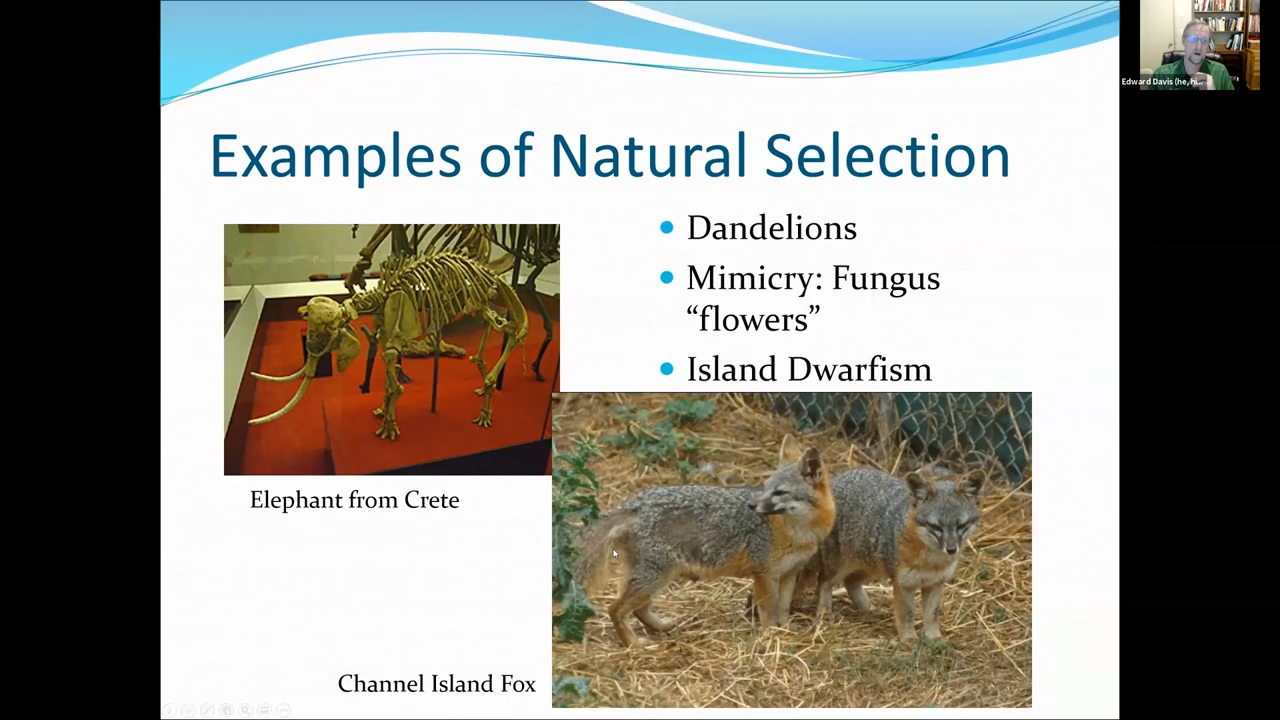 Edward Davis (he, hi...
Examples of Natural Selection
• Dandelions
• Mimicry: Fungus
“flowers”
• Island Dwarfism
Elephant from Crete
Channel Island Fox